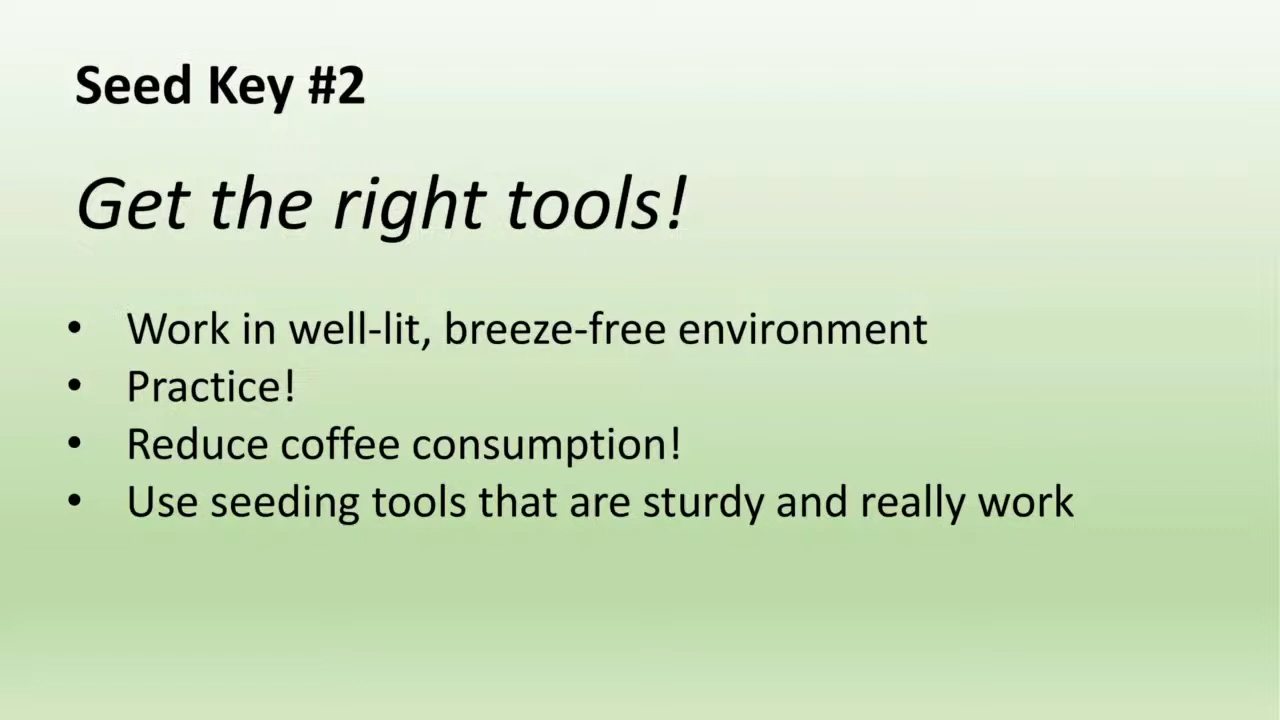 Seed Key #2
Get the right tools!
• Work in well-lit, breeze-free environment
• Practice!
• Reduce coffee consumption!
• Use seeding tools that are sturdy and really work